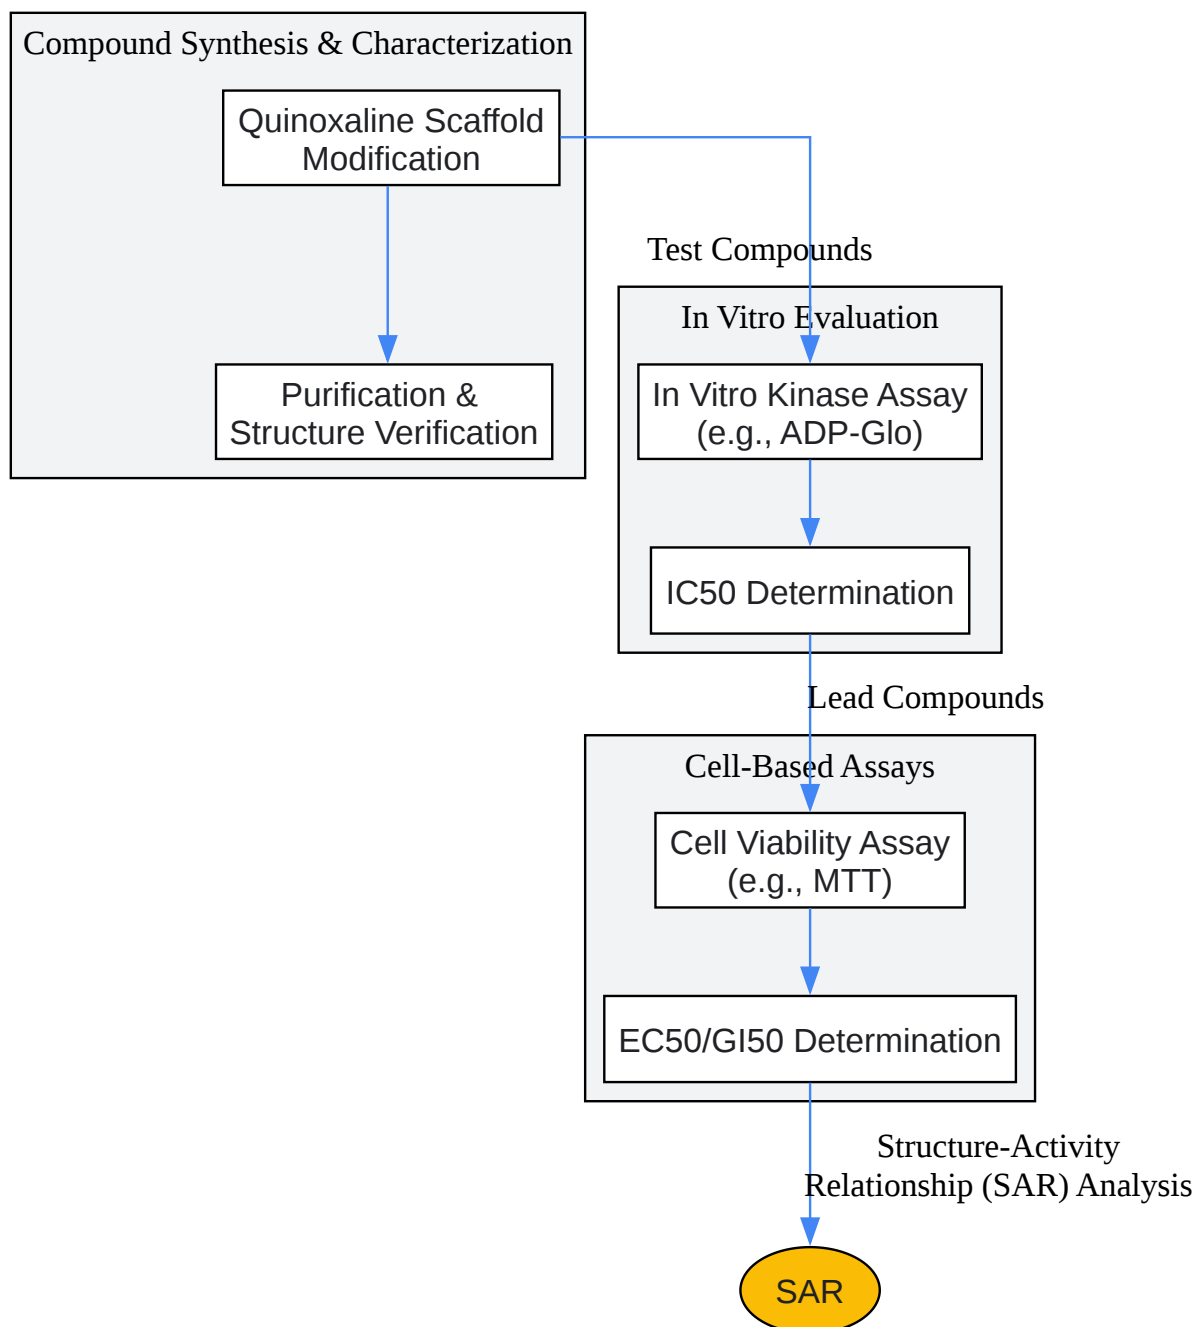 Compound Synthesis & Characterization
Quinoxaline Scaffold
Modification
Purification &
Structure Verification
Test Compounds
In Vitro Evaluation
In Vitro Kinase Assay
(e.g., ADP-Glo)
IC50 Determination
Lead Compounds
Cell-Based Assays
Cell Viability Assay
(e.g., MTT)
EC50/GI50 Determination
Structure-Activity
Relationship (SAR) Analysis
SAR